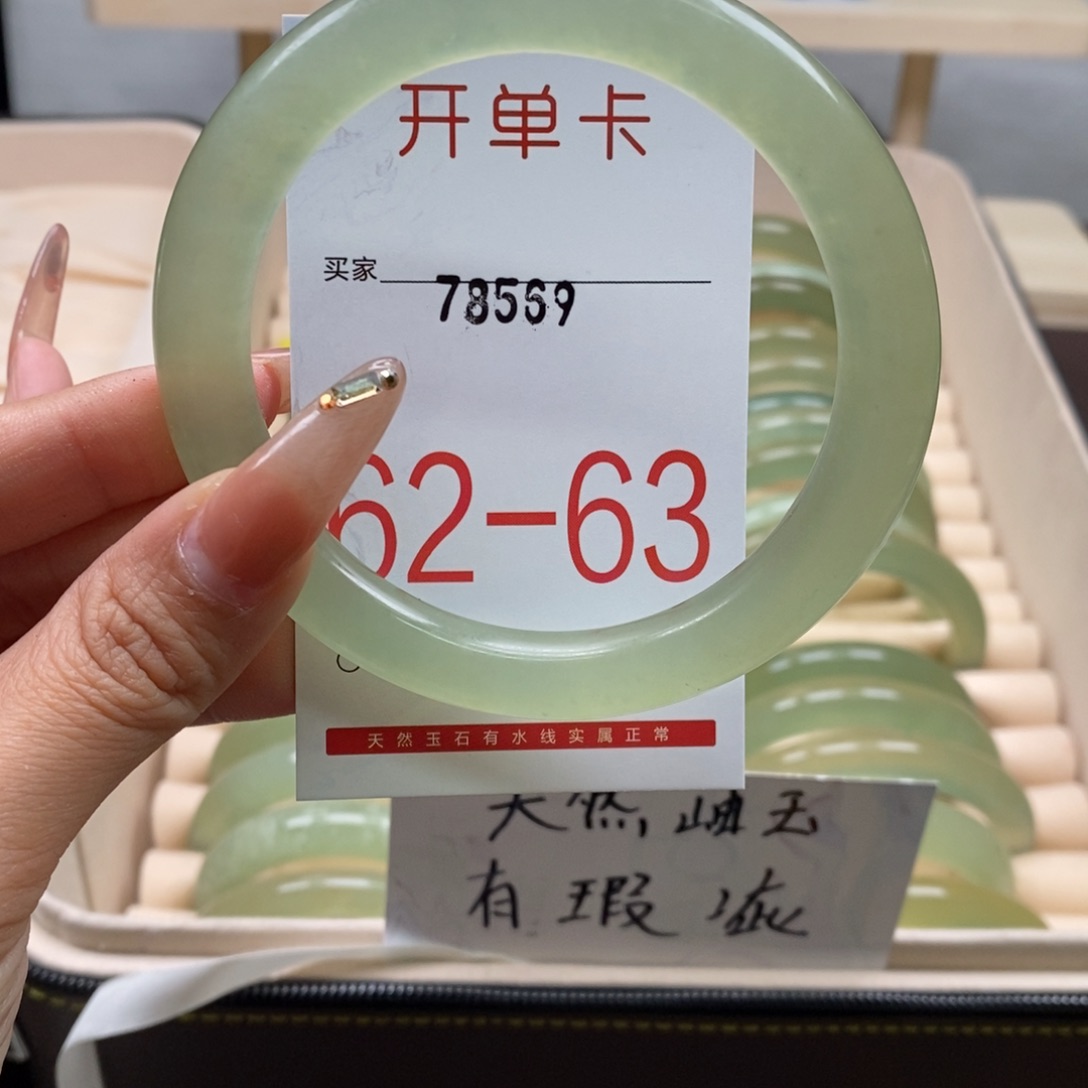 开单卡
买家
78569
62-63
天然玉石有水线实属正常
天然岫玉
有瑕疵